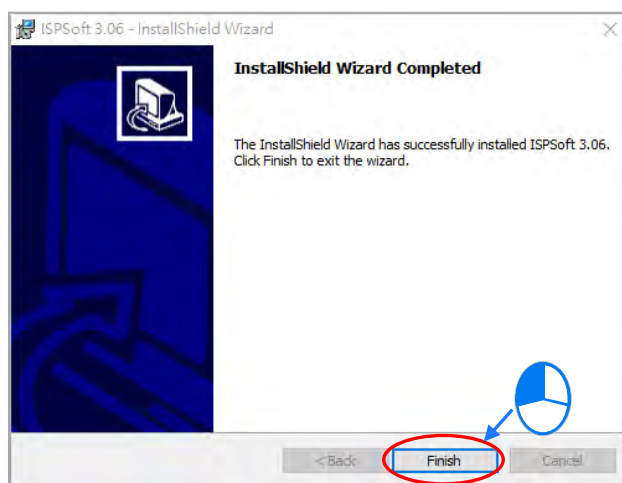 ISPSoft 3.06 - InstallShield Wizard
InstallShield Wizard Completed
The InstallShield Wizard has successfully installed ISPSoft 3.06.
Click Finish to exit the wizard.
< Back
Finish
Cancel